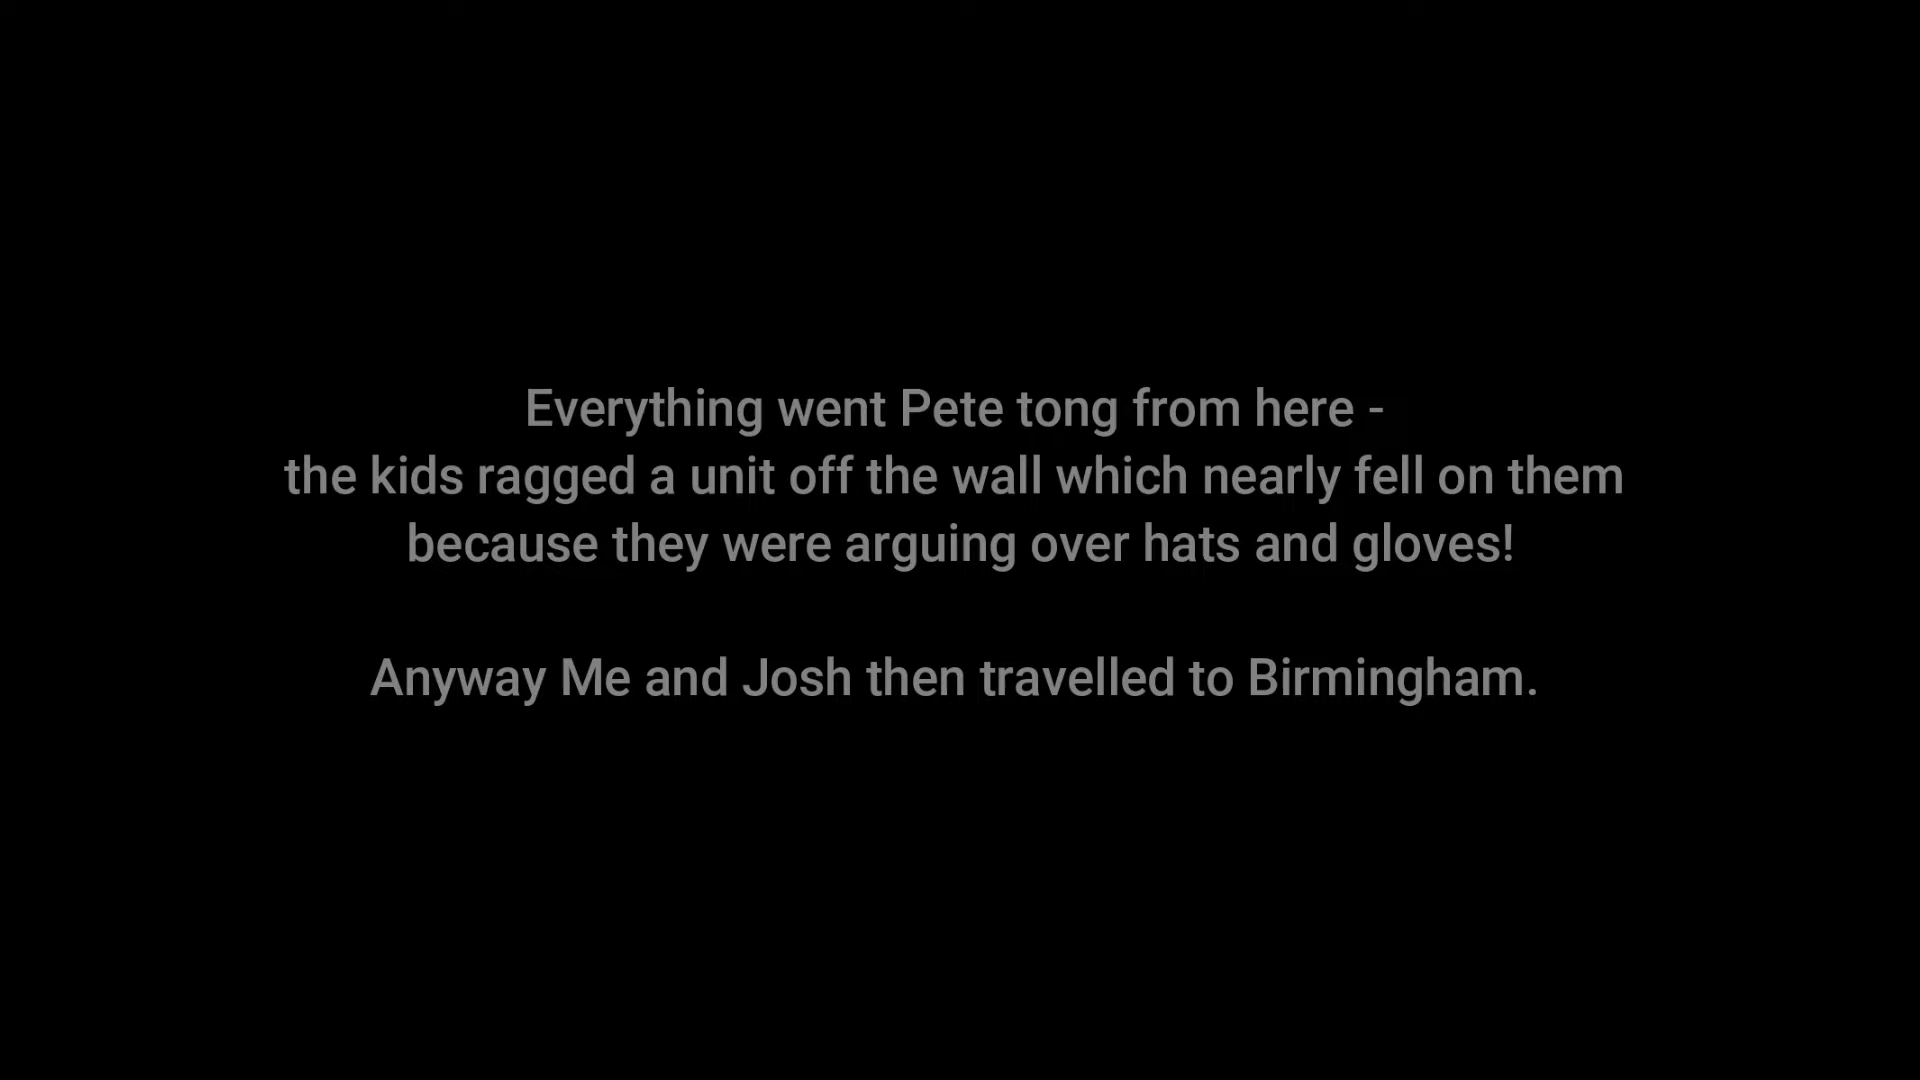 Everything went Pete tong from here -
the kids ragged a unit off the wall which nearly fell on them
because they were arguing over hats and gloves!
Anyway Me and Josh then travelled to Birmingham.